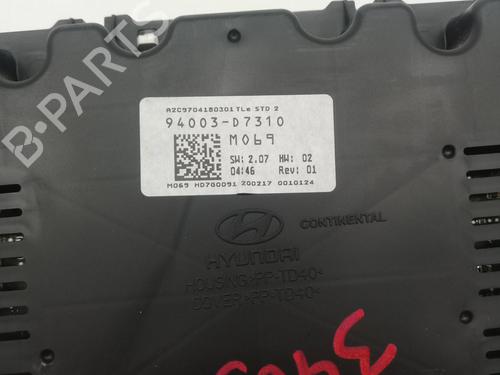 A2C9704180301 TLe STD 2
94003-D7310
M069
SW: 2.07 HW: 02
04:46 Rev: 01
M069 HD7G0091 200217 0010124
CONTINENTAL
HYUNDAI
HOUSING>PP-TD40<
COVER>PP-TD40<
B-PARTS